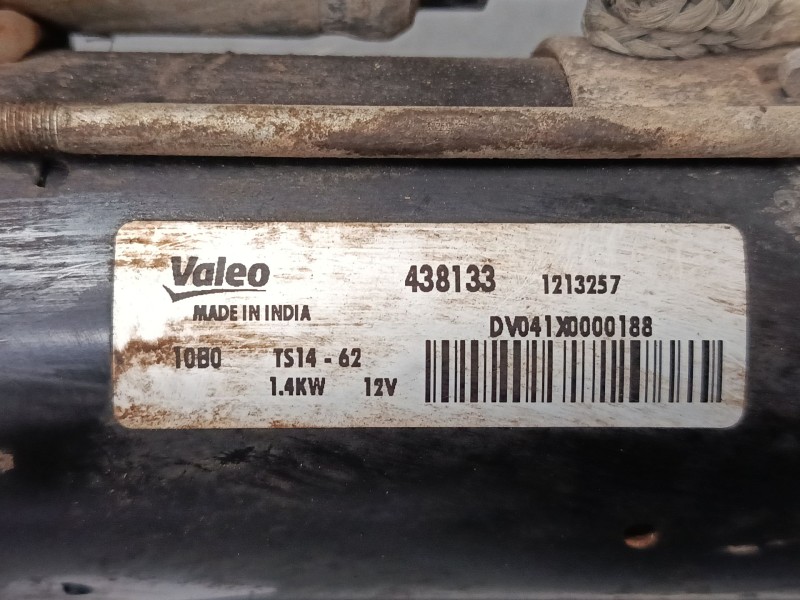 Valeo 438133 1213257
MADE IN INDIA DV041X0000188
10B0 TS14 - 62
1.4KW 12V